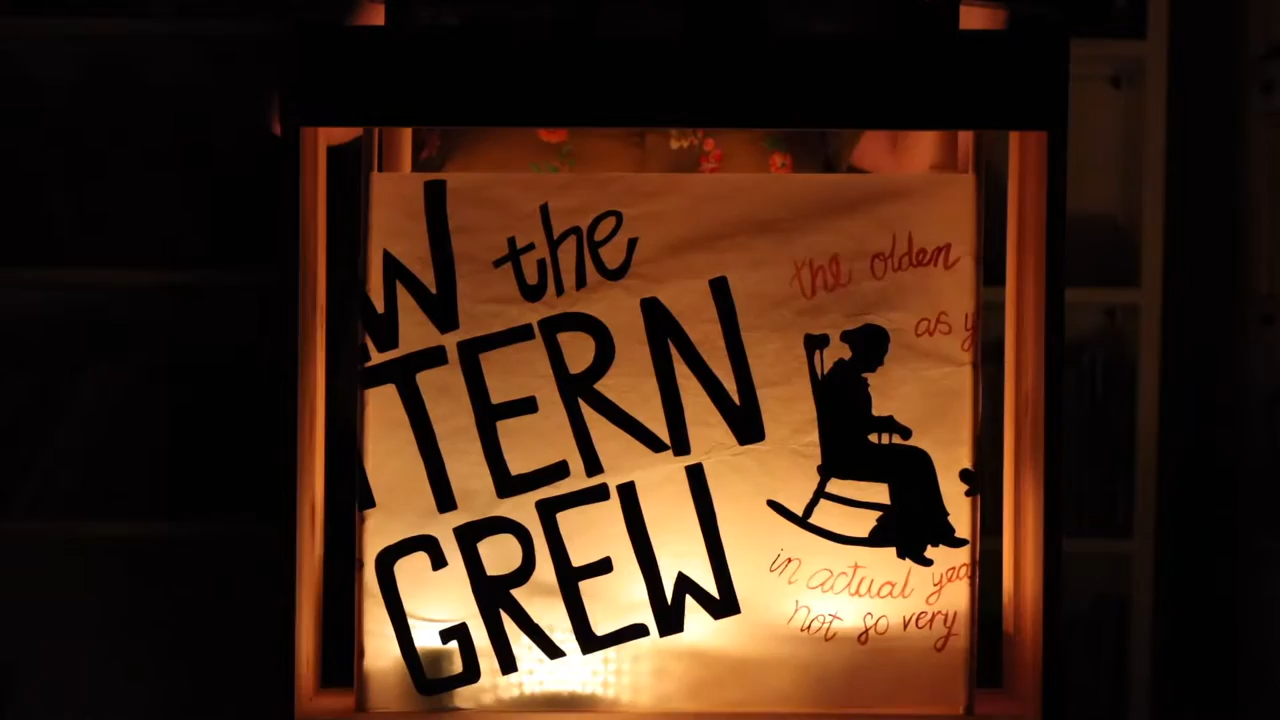 W the
TERN
GREW
the olden
as y
in actual yea
not so very